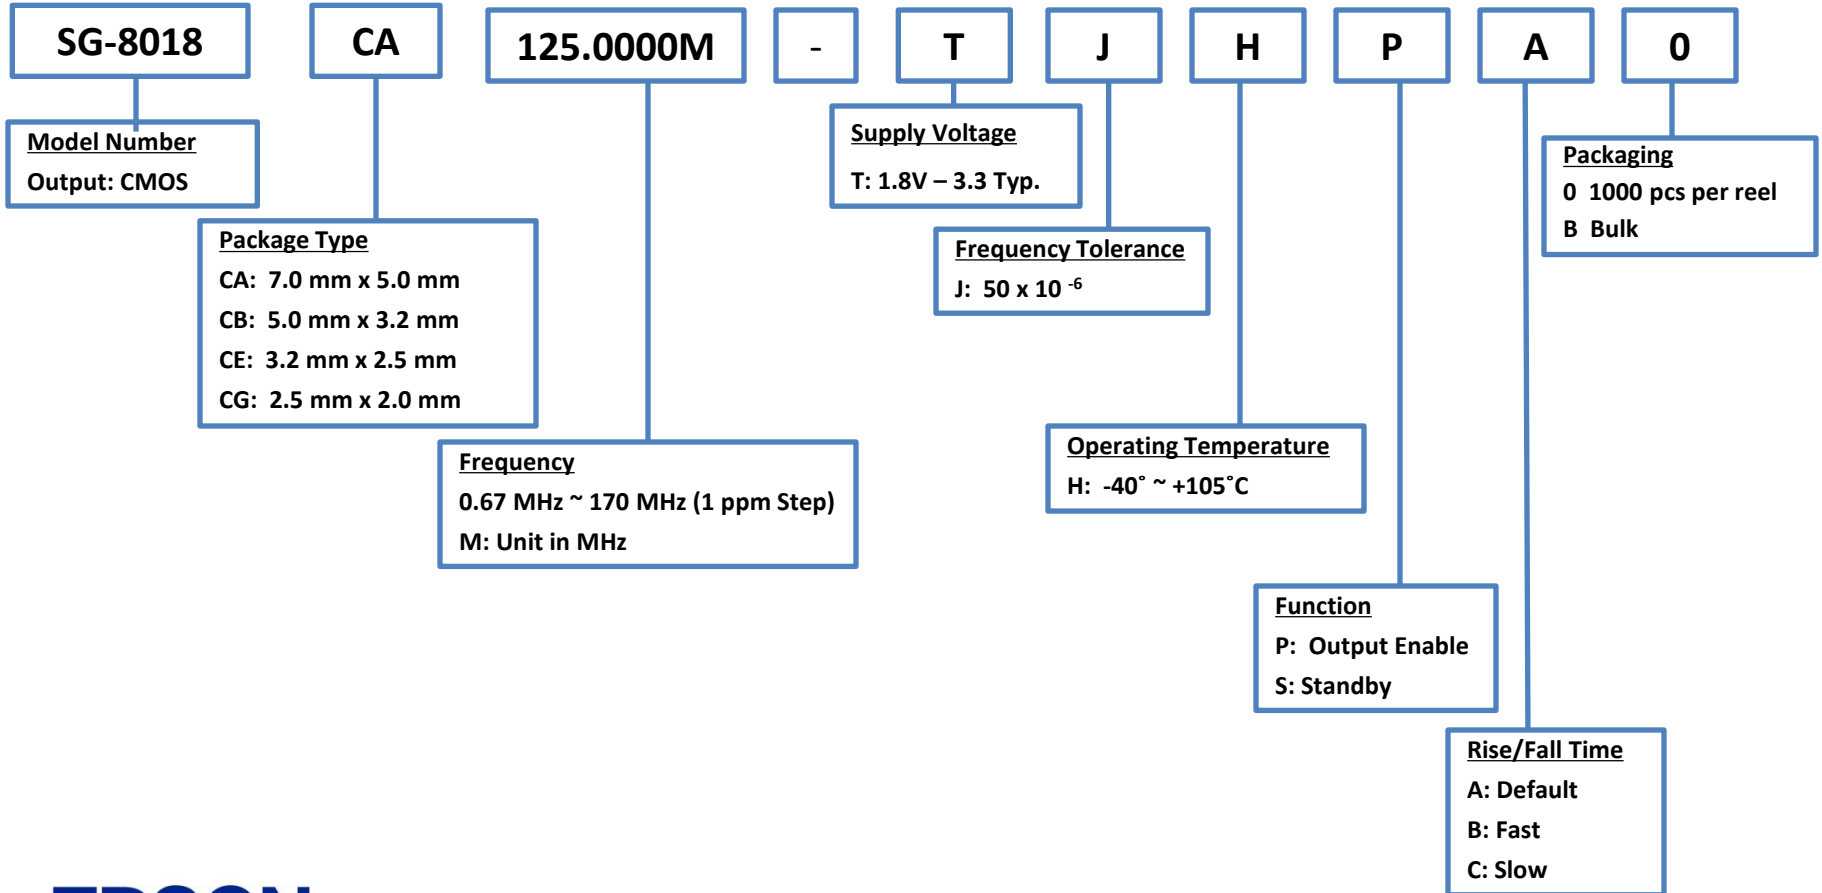 SG-8018 CA 125.0000M - T J H P A 0
Model Number
Output: CMOS
Package Type
CA: 7.0 mm x 5.0 mm
CB: 5.0 mm x 3.2 mm
CE: 3.2 mm x 2.5 mm
CG: 2.5 mm x 2.0 mm
Frequency
0.67 MHz ~ 170 MHz (1 ppm Step)
M: Unit in MHz
Supply Voltage
T: 1.8V – 3.3 Typ.
Frequency Tolerance
J: 50 x 10 -6
Operating Temperature
H: -40˚ ~ +105˚C
Function
P: Output Enable
S: Standby
Rise/Fall Time
A: Default
B: Fast
C: Slow
Packaging
0 1000 pcs per reel
B Bulk